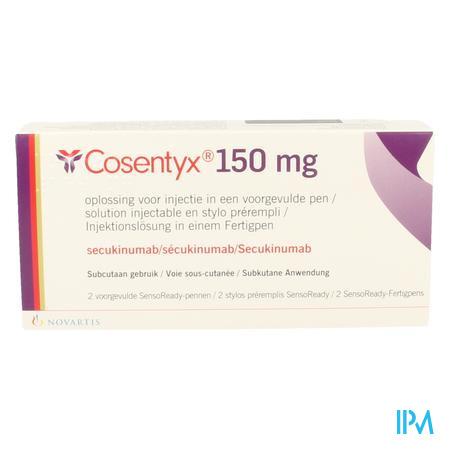 Cosentyx® 150 mg
oplossing voor injectie in een voorgevulde pen /
solution injectable en stylo prérempli /
Injektionslösung in einem Fertigpen
secukinumab/sécukinumab/Secukinumab
Subcutaan gebruik / Voie sous-cutanée / Subkutane Anwendung
2 voorgevulde SensoReady-pennen / 2 stylos préremplis SensoReady / 2 SensoReady-Fertigpens
NOVARTIS
IPM